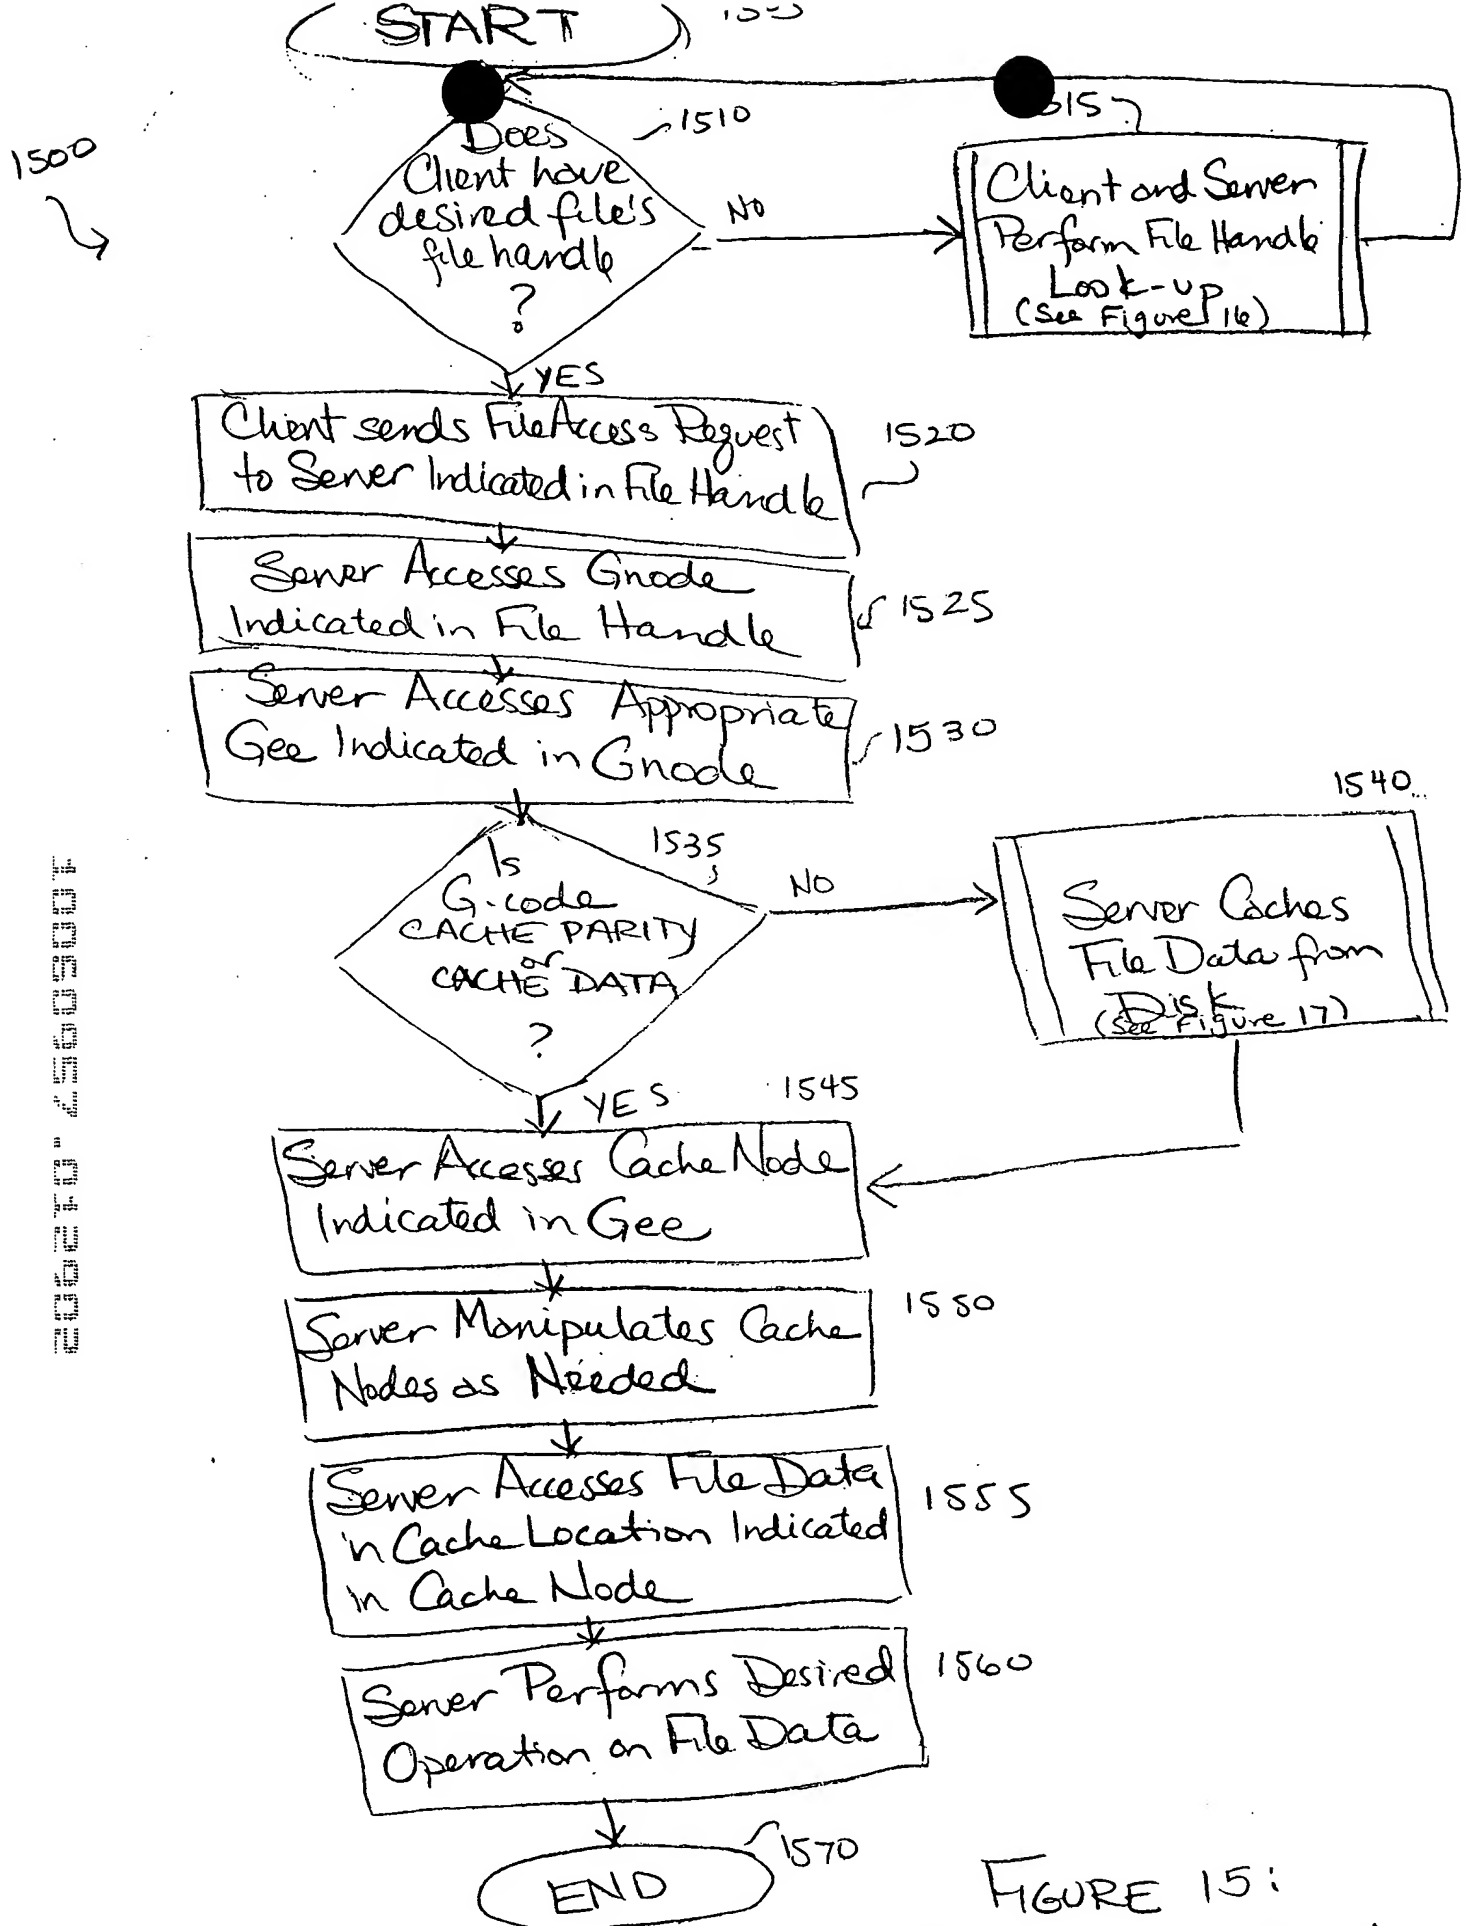 START
1500
Does
Client have
desired file's
file handle
?
1510
NO
YES
Client and Server
Perform File Handle
Look-up
(See Figure 16)
Client sends File Access Request
to Server Indicated in File Handle
1520
Server Accesses Gnode
Indicated in File Handle
1525
Server Accesses Appropriate
Gee Indicated in Gnode
1530
Is
G-code
CACHE PARITY
or
CACHE DATA
?
1535
NO
YES
1540
Server Caches
File Data from
Disk
(See Figure 17)
1545
Server Accesses Cache Node
Indicated in Gee
1550
Server Manipulates Cache
Nodes as Needed
Server Accesses File Data
in Cache Location Indicated
in Cache Node
1555
Server Performs Desired
Operation on File Data
1560
END
1570
FIGURE 15:
10050957.012902